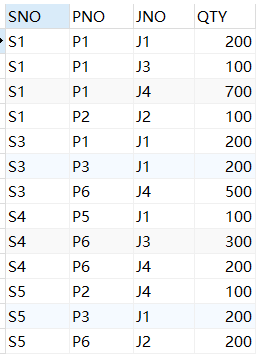 SNO PNO JNO QTY
S1 P1 J1 200
S1 P1 J3 100
S1 P1 J4 700
S1 P2 J2 100
S3 P1 J1 200
S3 P3 J1 200
S3 P6 J4 500
S4 P5 J1 100
S4 P6 J3 300
S4 P6 J4 200
S5 P2 J4 100
S5 P3 J1 200
S5 P6 J2 200